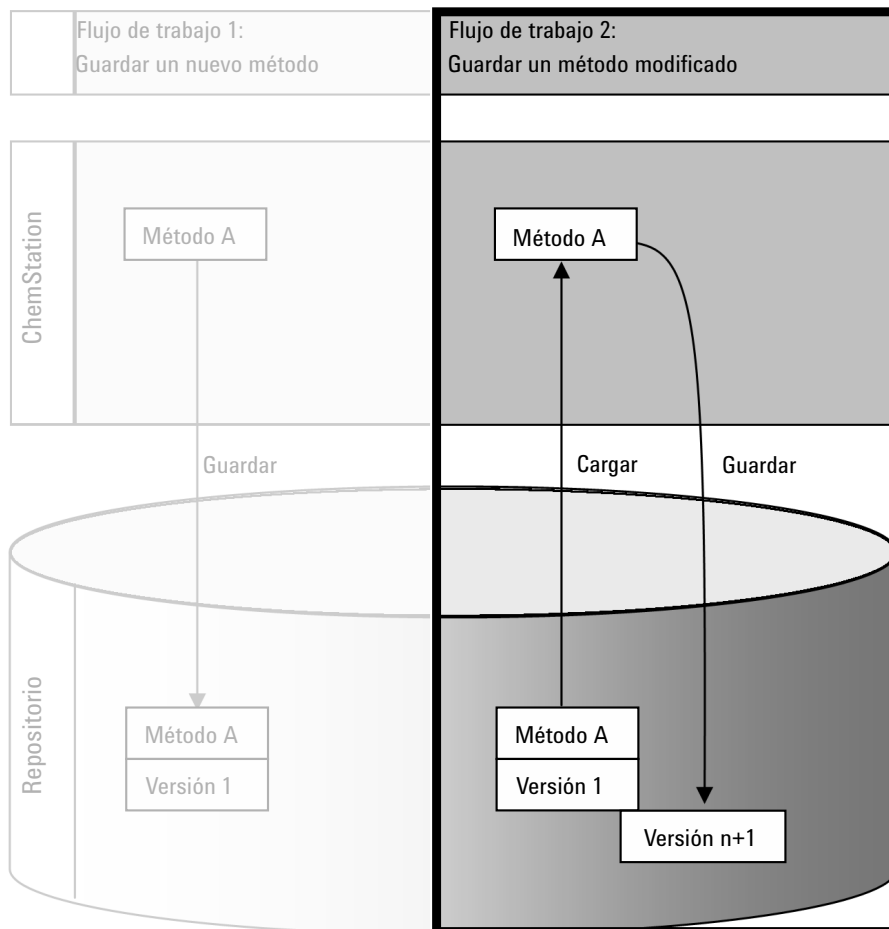 Flujo de trabajo 1:
Guardar un nuevo método
Flujo de trabajo 2:
Guardar un método modificado
ChemStation
Método A
Método A
Guardar
Cargar
Guardar
Repositorio
Método A
Versión 1
Método A
Versión 1
Versión n+1